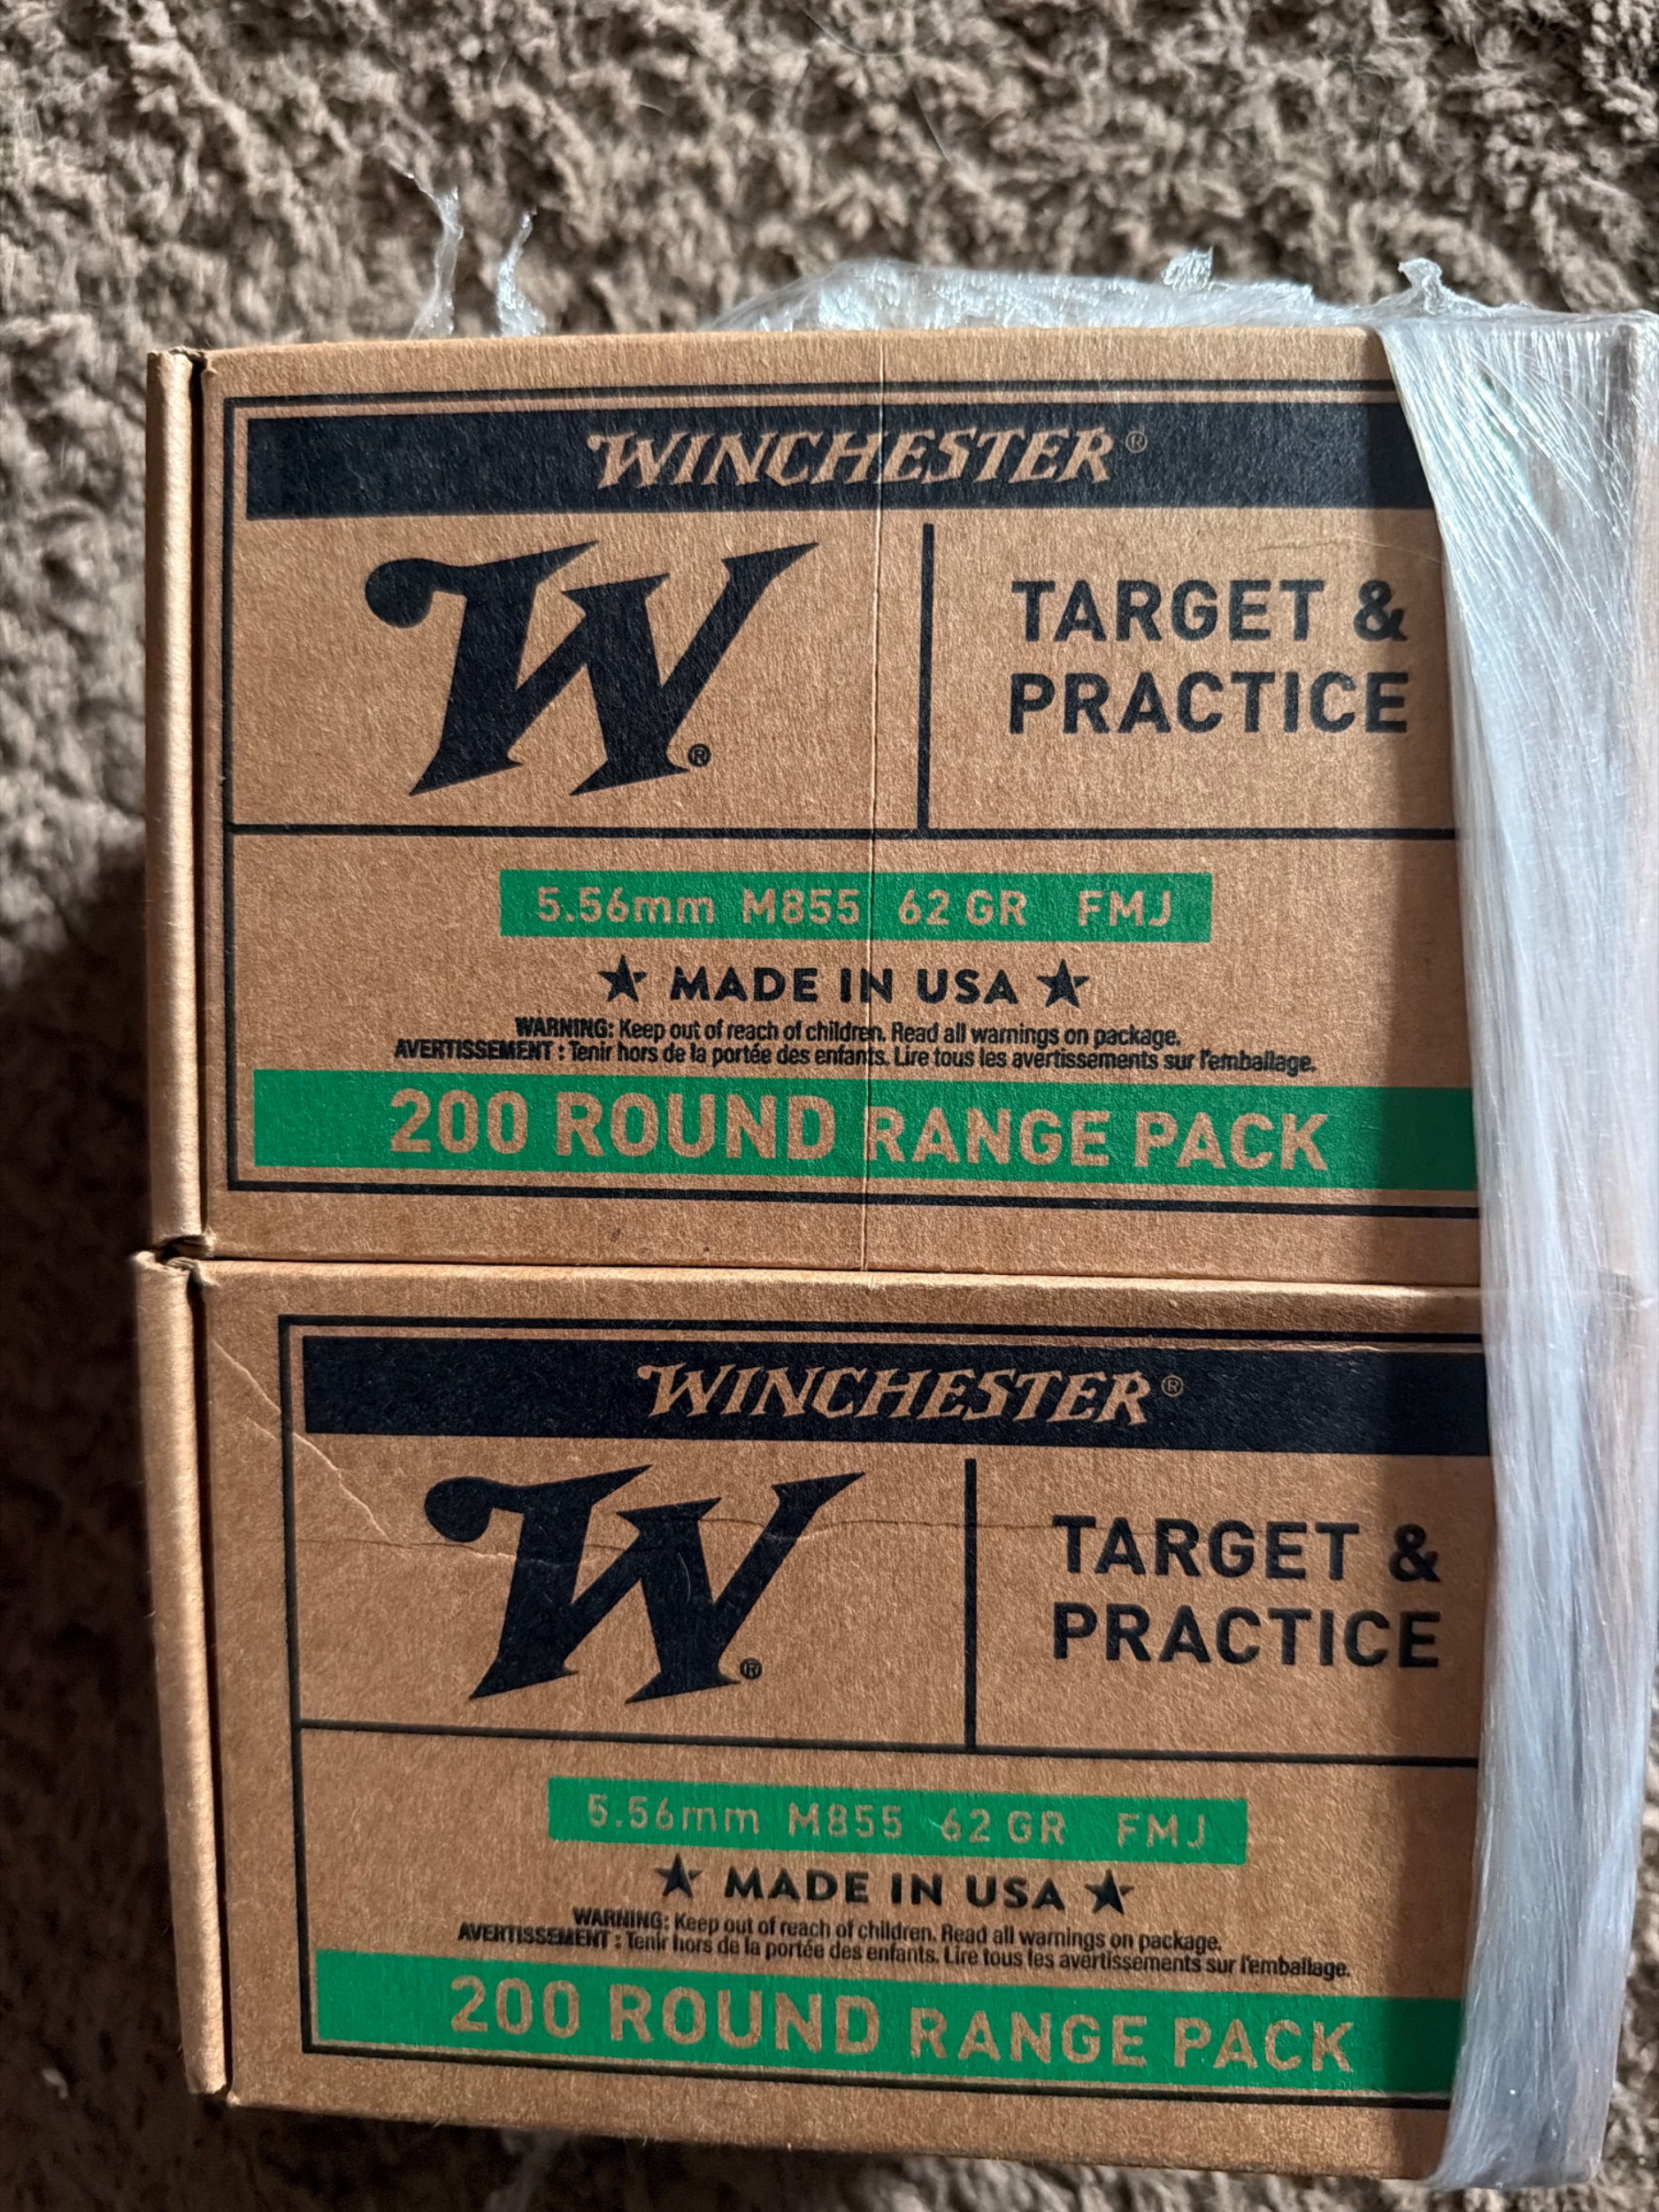 WINCHESTER®
W®
TARGET &
PRACTICE
5.56mm M855 62 GR FMJ
★ MADE IN USA ★
WARNING: Keep out of reach of children. Read all warnings on package.
AVERTISSEMENT : Tenir hors de la portée des enfants. Lire tous les avertissements sur l'emballage.
200 ROUND RANGE PACK
WINCHESTER®
W®
TARGET &
PRACTICE
5.56mm M855 62 GR FMJ
★ MADE IN USA ★
WARNING: Keep out of reach of children. Read all warnings on package.
AVERTISSEMENT : Tenir hors de la portée des enfants. Lire tous les avertissements sur l'emballage.
200 ROUND RANGE PACK